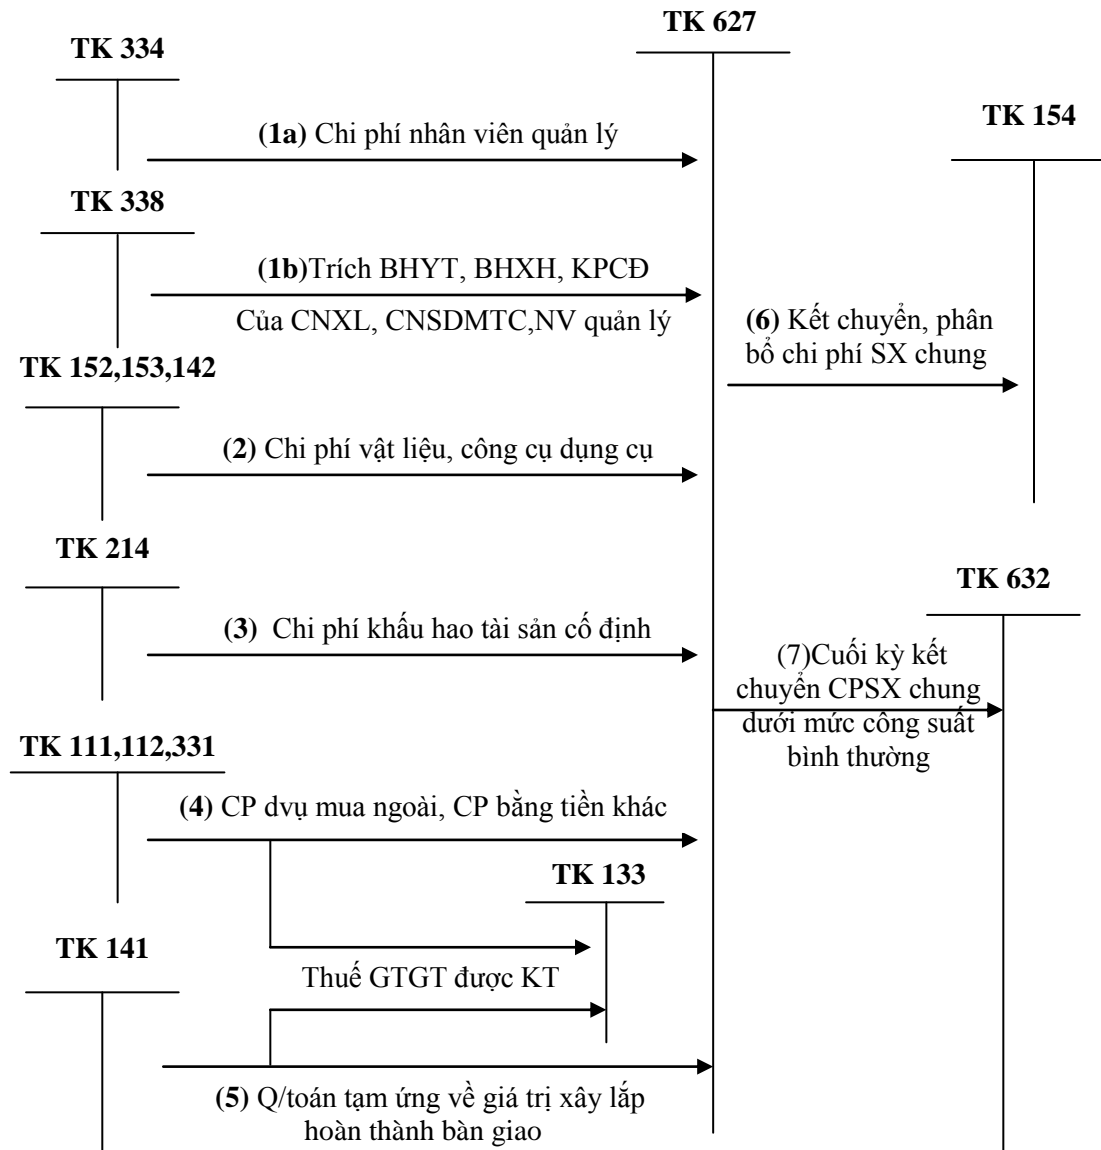 TK 627
TK 334
TK 154
(1a) Chi phí nhân viên quản lý
TK 338
(1b)Trích BHYT, BHXH, KPCĐ
Của CNXL, CNSDMTC,NV quản lý
(6) Kết chuyển, phân
bổ chi phí SX chung
TK 152,153,142
(2) Chi phí vật liệu, công cụ dụng cụ
TK 214
TK 632
(3) Chi phí khấu hao tài sản cố định
(7)Cuối kỳ kết
chuyển CPSX chung
dưới mức công suất
bình thường
TK 111,112,331
(4) CP dvụ mua ngoài, CP bằng tiền khác
TK 133
TK 141
Thuế GTGT được KT
(5) Q/toán tạm ứng về giá trị xây lắp
hoàn thành bàn giao